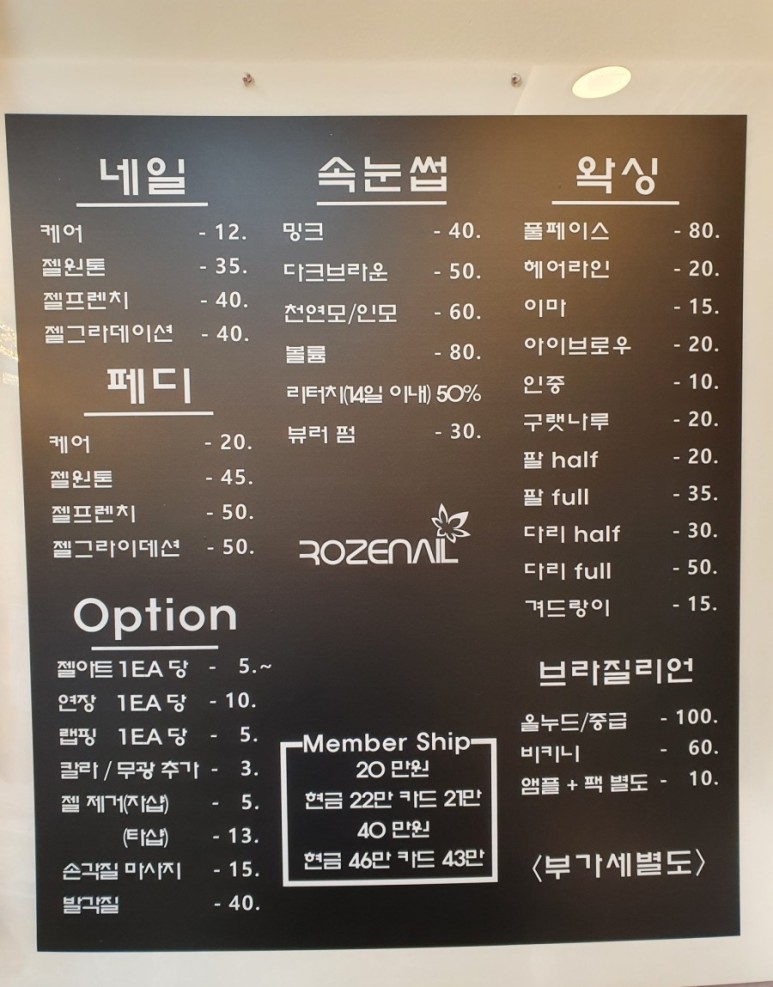 네일
케어 - 12.
젤원톤 - 35.
젤프렌치 - 40.
젤그라데이션 - 40.
페디
케어 - 20.
젤원톤 - 45.
젤프렌치 - 50.
젤그라이데션 - 50.
Option
젤아트 1EA 당 - 5.~
연장 1EA 당 - 10.
랩핑 1EA 당 - 5.
칼라 / 무광 추가 - 3.
젤 제거(자샵) - 5.
(타샵) - 13.
손각질 마사지 - 15.
발각질 - 40.
속눈썹
밍크 - 40.
다크브라운 - 50.
천연모/인모 - 60.
볼륨 - 80.
리터치(14일 이내) 50%
뷰러 펌 - 30.
ROZENAIL
Member Ship
20 만원
현금 22만 카드 21만
40 만원
현금 46만 카드 43만
왁싱
풀페이스 - 80.
헤어라인 - 20.
이마 - 15.
아이브로우 - 20.
인중 - 10.
구랫나루 - 20.
팔 half - 20.
팔 full - 35.
다리 half - 30.
다리 full - 50.
겨드랑이 - 15.
브라질리언
올누드/중급 - 100.
비키니 - 60.
앰플 + 팩 별도 - 10.
〈부가세별도〉